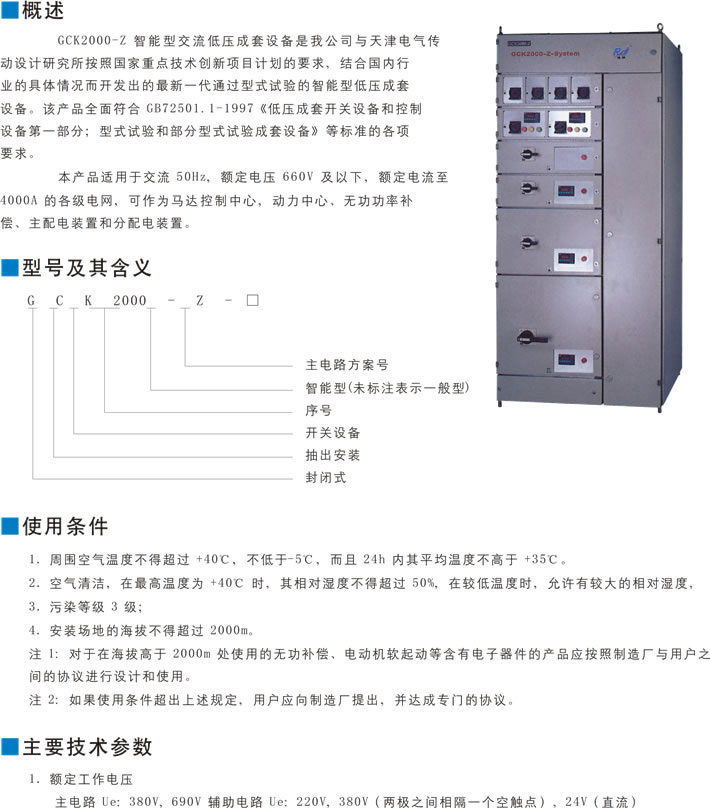 概述
GCK2000-Z 智能型交流低压成套设备是我公司与天津电气传
动设计研究所按照国家重点技术创新项目计划的要求，结合国内行
业的具体情况而开发出的最新一代通过型式试验的智能型低压成套
设备。该产品全面符合 GB72501.1-1997《低压成套开关设备和控制
设备第一部分；型式试验和部分型式试验成套设备》等标准的各项
要求。
本产品适用于交流 50Hz，额定电压 660V 及以下，额定电流至
4000A 的各级电网，可作为马达控制中心，动力中心、无功功率补
偿、主配电装置和分配电装置。
GCK2000-Z-System
型号及其含义
G C K 2000 - Z - □
主电路方案号
智能型(未标注表示一般型)
序号
开关设备
抽出安装
封闭式
使用条件
1. 周围空气温度不得超过 +40℃，不低于-5℃，而且 24h 内其平均温度不高于 +35℃。
2. 空气清洁，在最高温度为 +40℃ 时，其相对湿度不得超过 50%，在较低温度时，允许有较大的相对湿度，
3. 污染等级 3 级；
4. 安装场地的海拔不得超过 2000m。
注 1: 对于在海拔高于 2000m 处使用的无功补偿、电动机软起动等含有电子器件的产品应按照制造厂与用户之
间的协议进行设计和使用。
注 2: 如果使用条件超出上述规定，用户应向制造厂提出，并达成专门的协议。
主要技术参数
1. 额定工作电压
主电路 Ue: 380V, 690V 辅助电路 Ue: 220V, 380V（两极之间相隔一个空触点）, 24V（直流）